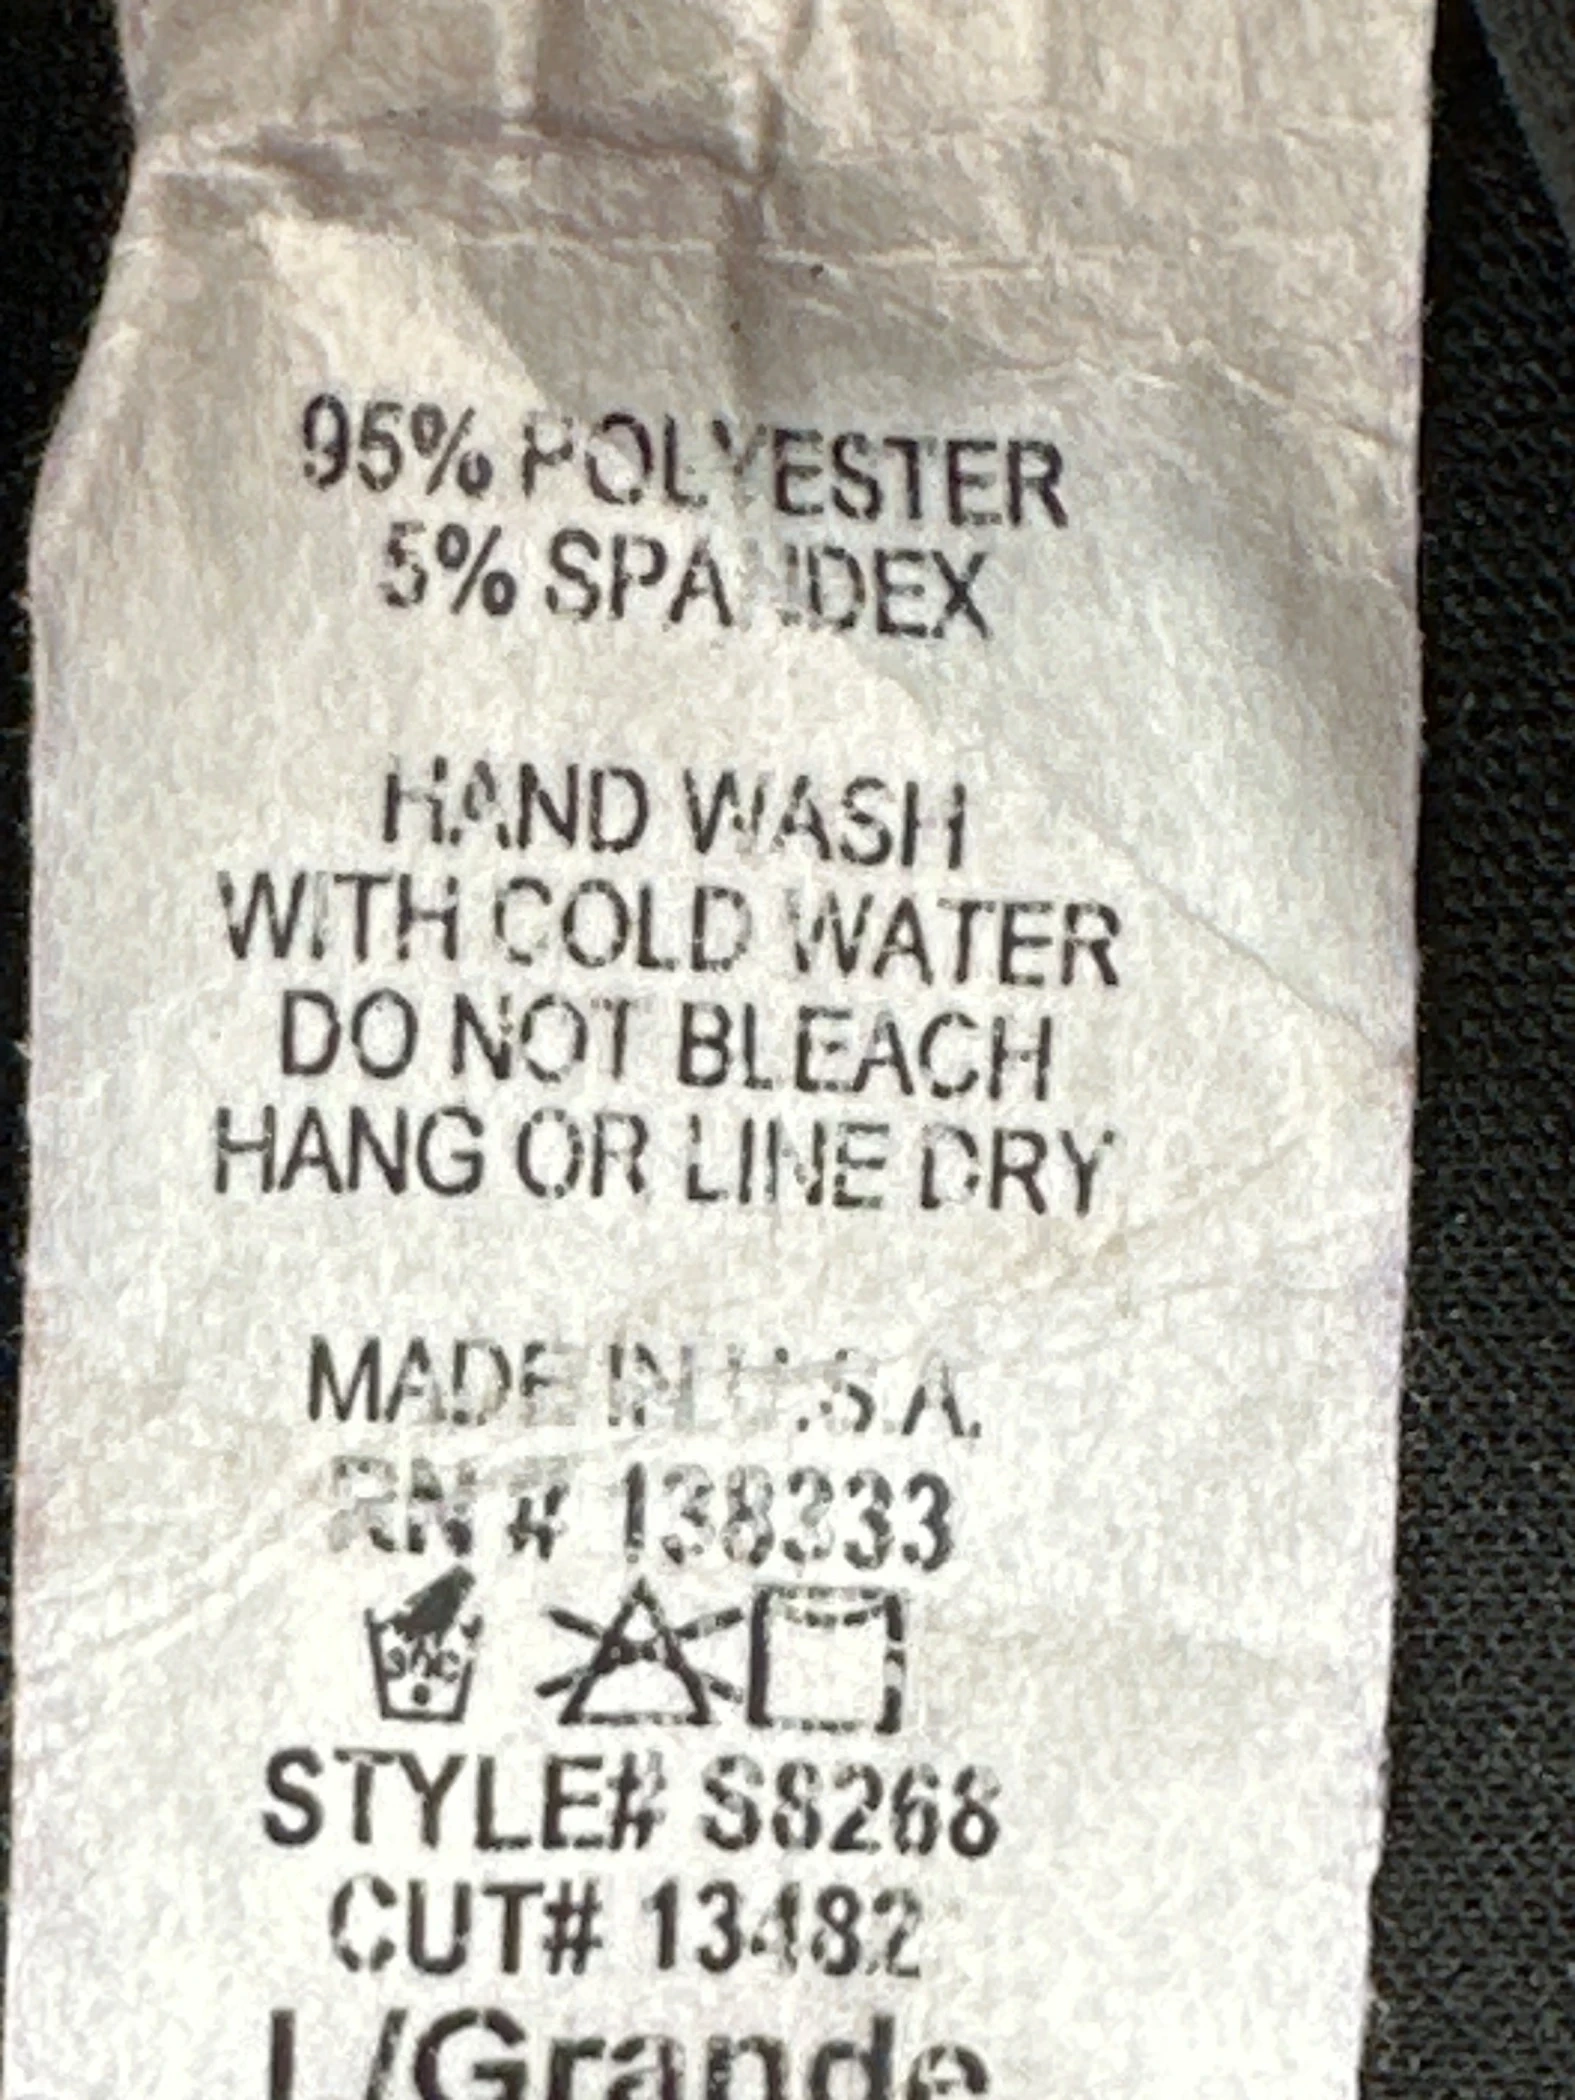 95% POLYESTER
5% SPANDEX
HAND WASH
WITH COLD WATER
DO NOT BLEACH
HANG OR LINE DRY
MADE IN U.S.A.
RN # 138333
30°C
STYLE# S8268
CUT# 13482
L/Grande